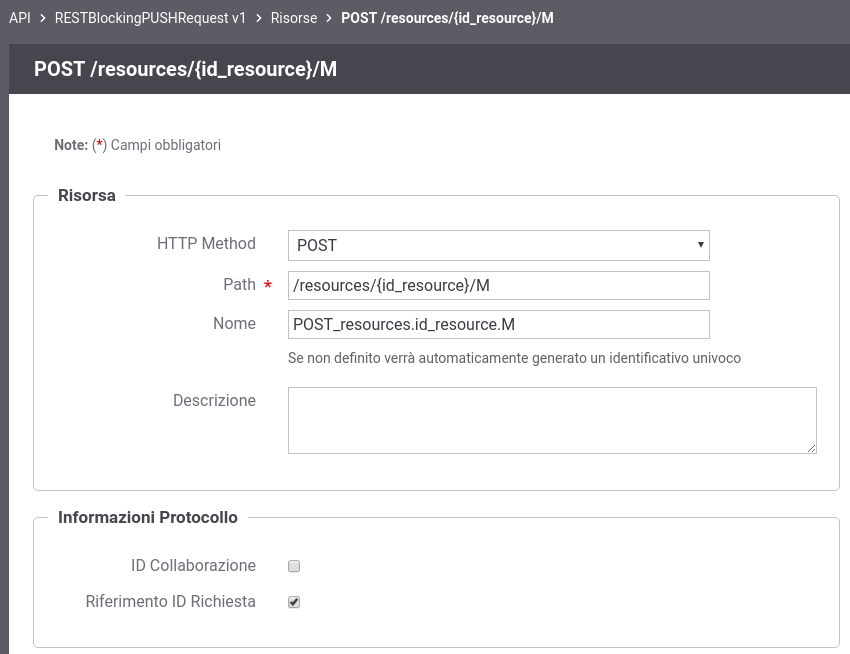 API > RESTBlockingPUSHRequest v1 > Risorse > POST /resources/{id_resource}/M
POST /resources/{id_resource}/M
Note: (*) Campi obbligatori
Risorsa
HTTP Method POST
Path * /resources/{id_resource}/M
Nome POST_resources.id_resource.M
Se non definito verrà automaticamente generato un identificativo univoco
Descrizione
Informazioni Protocollo
ID Collaborazione
Riferimento ID Richiesta